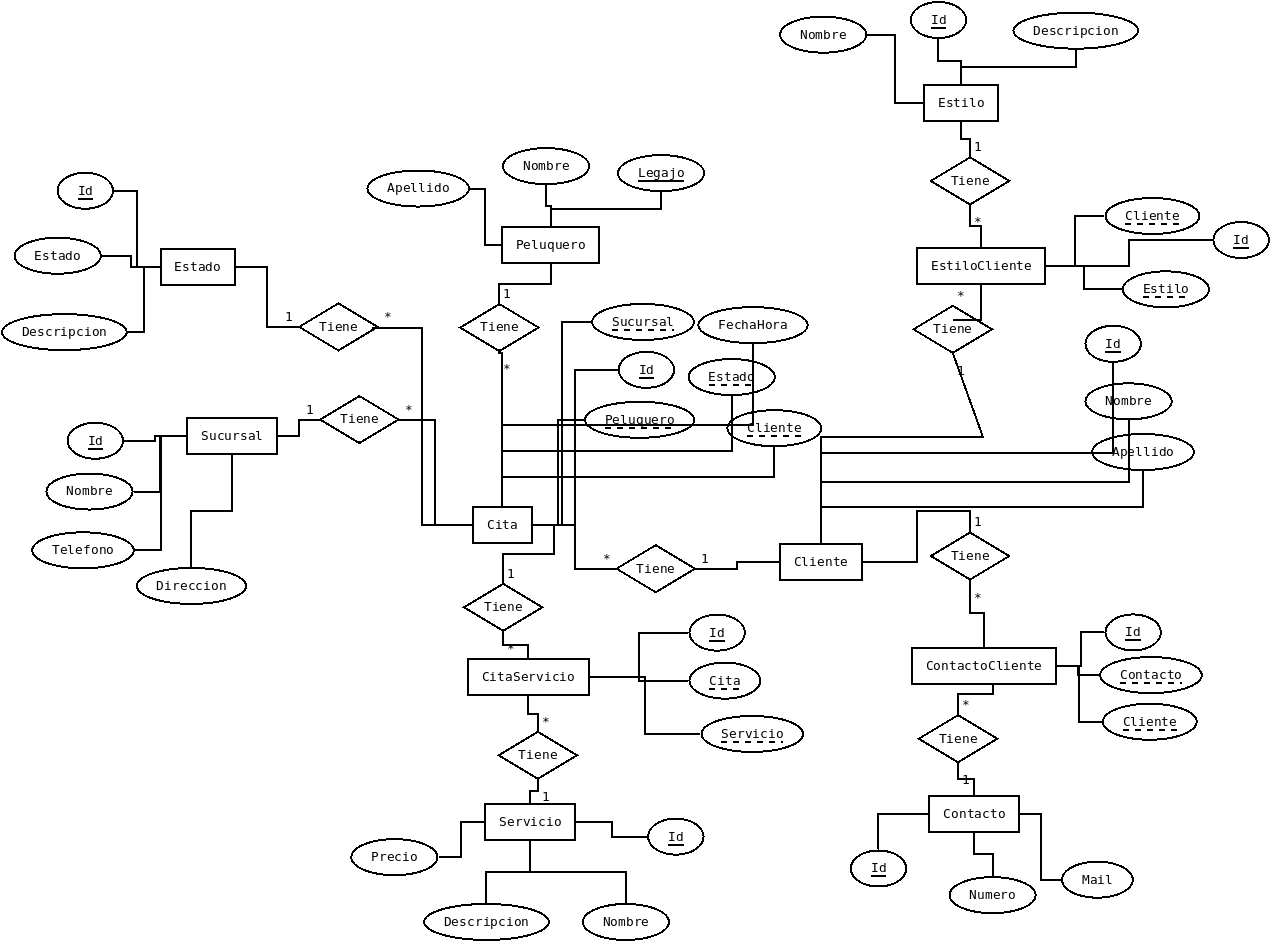 Id
Nombre
Descripcion
Estilo
1
Tiene
*
Cliente
Id
EstiloCliente
Estilo
*
Tiene
1
Id
Nombre
Apellido
Nombre
Legajo
Apellido
Peluquero
1
Tiene
*
Id
Estado
Estado
Descripcion
1
Tiene
*
Sucursal
FechaHora
Id
Estado
Peluquero
Cliente
Id
Sucursal
1
Tiene
*
Nombre
Telefono
Direccion
Cita
*
Tiene
1
Cliente
1
Tiene
*
1
Tiene
*
CitaServicio
Id
Cita
Servicio
*
Tiene
1
Servicio
Id
Precio
Descripcion
Nombre
ContactoCliente
Id
Contacto
Cliente
*
Tiene
1
Contacto
Id
Numero
Mail